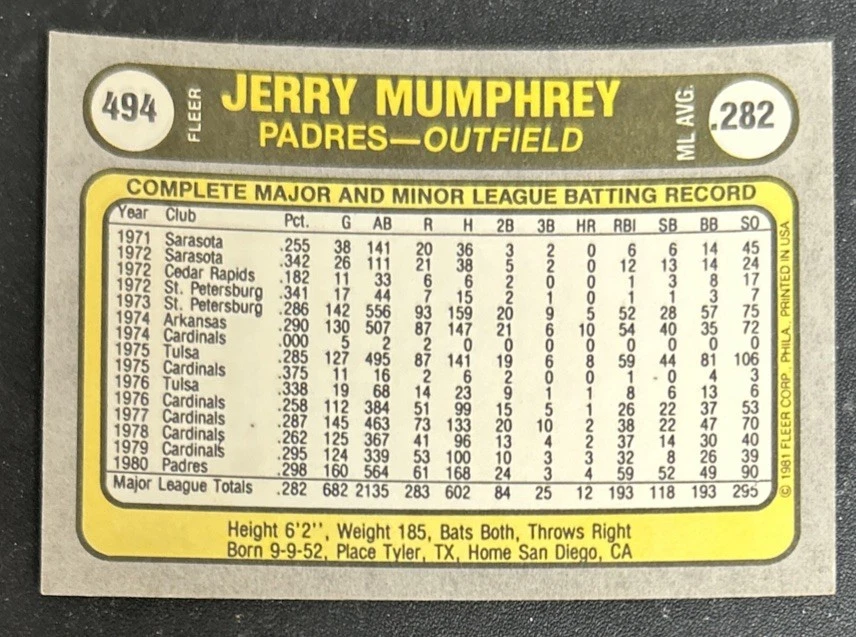 494 FLEER JERRY MUMPHREY ML AVG. .282
PADRES—OUTFIELD
COMPLETE MAJOR AND MINOR LEAGUE BATTING RECORD
Year Club Pct. G AB R H 2B 3B HR RBI SB BB SO
1971 Sarasota .255 38 141 20 36 3 2 0 6 6 14 45
1972 Sarasota .342 26 111 21 38 5 2 0 12 13 14 24
1972 Cedar Rapids .182 11 33 6 6 2 0 0 1 3 8 17
1972 St. Petersburg .341 17 44 7 15 2 1 0 1 1 3 7
1973 St. Petersburg .286 142 556 93 159 20 9 5 52 28 57 75
1974 Arkansas .290 130 507 87 147 21 6 10 54 40 35 72
1974 Cardinals .000 5 2 2 0 0 0 0 0 0 0 0
1975 Tulsa .285 127 495 87 141 19 6 8 59 44 81 106
1975 Cardinals .375 11 16 2 6 2 0 0 1 0 4 3
1976 Tulsa .338 19 68 14 23 9 1 1 8 6 13 6
1976 Cardinals .258 112 384 51 99 15 5 1 26 22 37 53
1977 Cardinals .287 145 463 73 133 20 10 2 38 22 47 70
1978 Cardinals .262 125 367 41 96 13 4 2 37 14 30 40
1979 Cardinals .295 124 339 53 100 10 3 3 32 8 26 39
1980 Padres .298 160 564 61 168 24 3 4 59 52 49 90
Major League Totals .282 682 2135 283 602 84 25 12 193 118 193 295
© 1981 FLEER CORP., PHILA., PRINTED IN USA
Height 6'2'', Weight 185, Bats Both, Throws Right
Born 9-9-52, Place Tyler, TX, Home San Diego, CA